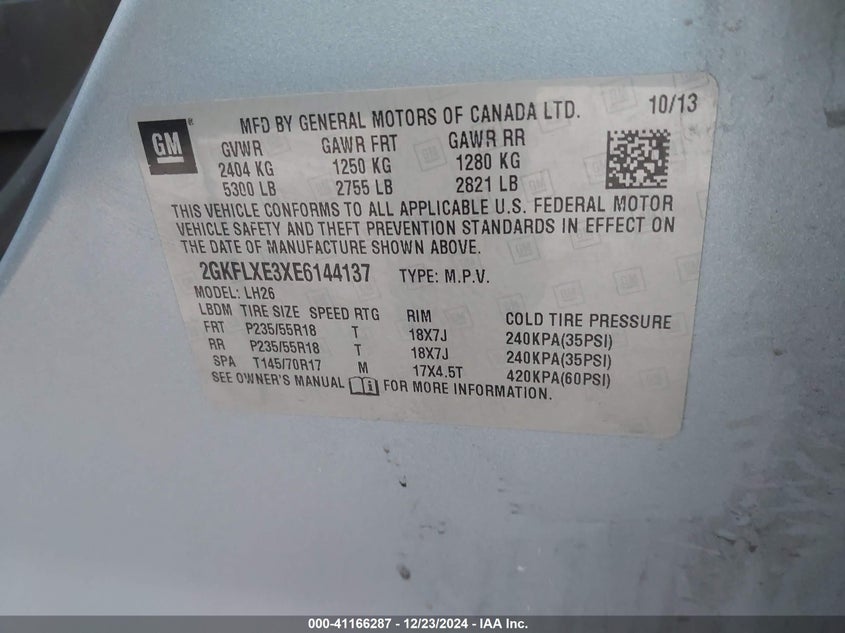 GM ® MFD BY GENERAL MOTORS OF CANADA LTD. 10/13
GVWR GAWR FRT GAWR RR
2404 KG 1250 KG 1280 KG
5300 LB 2755 LB 2821 LB
THIS VEHICLE CONFORMS TO ALL APPLICABLE U.S. FEDERAL MOTOR
VEHICLE SAFETY AND THEFT PREVENTION STANDARDS IN EFFECT ON
THE DATE OF MANUFACTURE SHOWN ABOVE.
2GKFLXE3XE6144137 TYPE: M.P.V.
MODEL: LH26
LBDM TIRE SIZE SPEED RTG RIM COLD TIRE PRESSURE
FRT P235/55R18 T 18X7J 240KPA(35PSI)
RR P235/55R18 T 18X7J 240KPA(35PSI)
SPA T145/70R17 M 17X4.5T 420KPA(60PSI)
SEE OWNER'S MANUAL i FOR MORE INFORMATION.
000-41166287 - 12/23/2024 - IAA Inc.